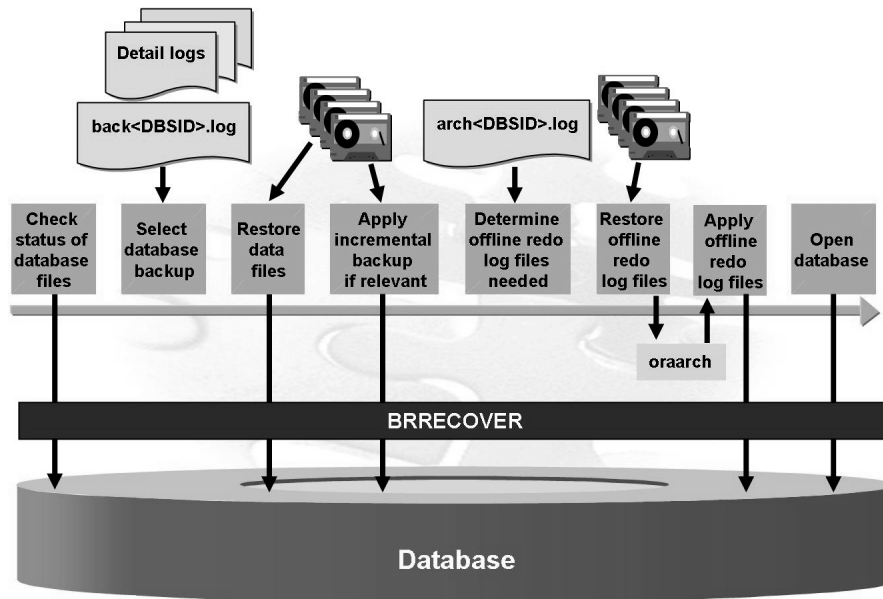 Detail logs
back<DBSID>.log
arch<DBSID>.log
Check
status of
database
files
Select
database
backup
Restore
data
files
Apply
incremental
backup
if relevant
Determine
offline redo
log files
needed
Restore
offline
redo
log files
Apply
offline
redo
log files
Open
database
oraarch
BRRECOVER
Database